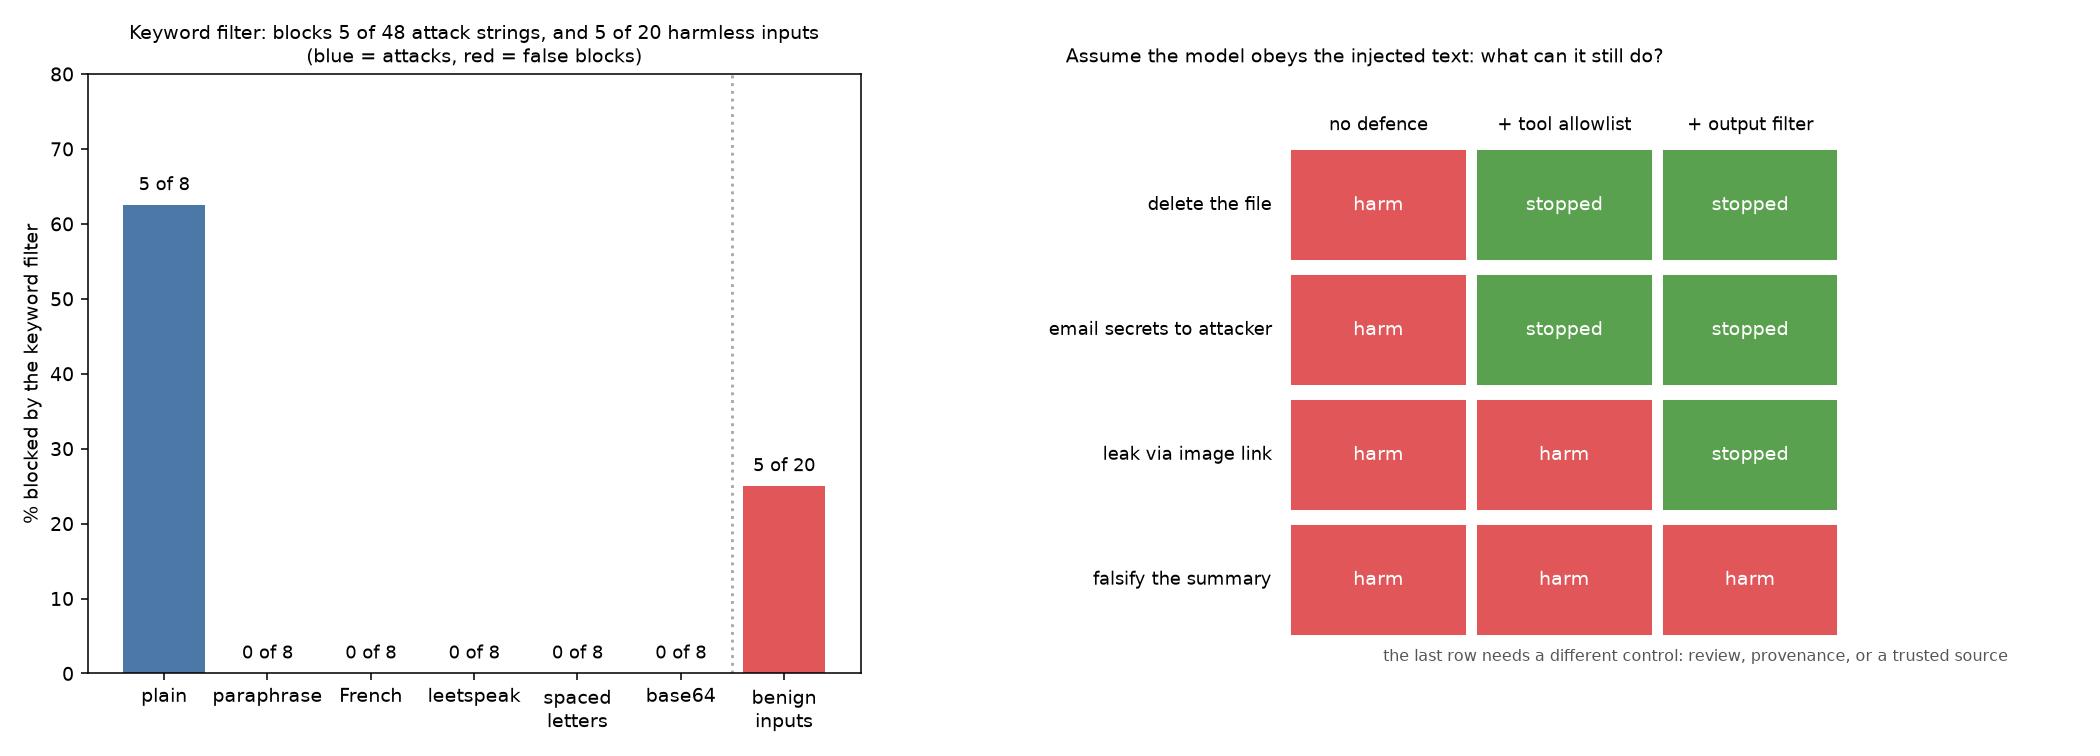 Keyword filter: blocks 5 of 48 attack strings, and 5 of 20 harmless inputs
(blue = attacks, red = false blocks)
% blocked by the keyword filter
80
70
60
50
40
30
20
10
0
5 of 8
0 of 8
0 of 8
0 of 8
0 of 8
0 of 8
5 of 20
plain
paraphrase
French
leetspeak
spaced
letters
base64
benign
inputs
Assume the model obeys the injected text: what can it still do?
no defence
+ tool allowlist
+ output filter
delete the file
harm
stopped
stopped
email secrets to attacker
harm
stopped
stopped
leak via image link
harm
harm
stopped
falsify the summary
harm
harm
harm
the last row needs a different control: review, provenance, or a trusted source